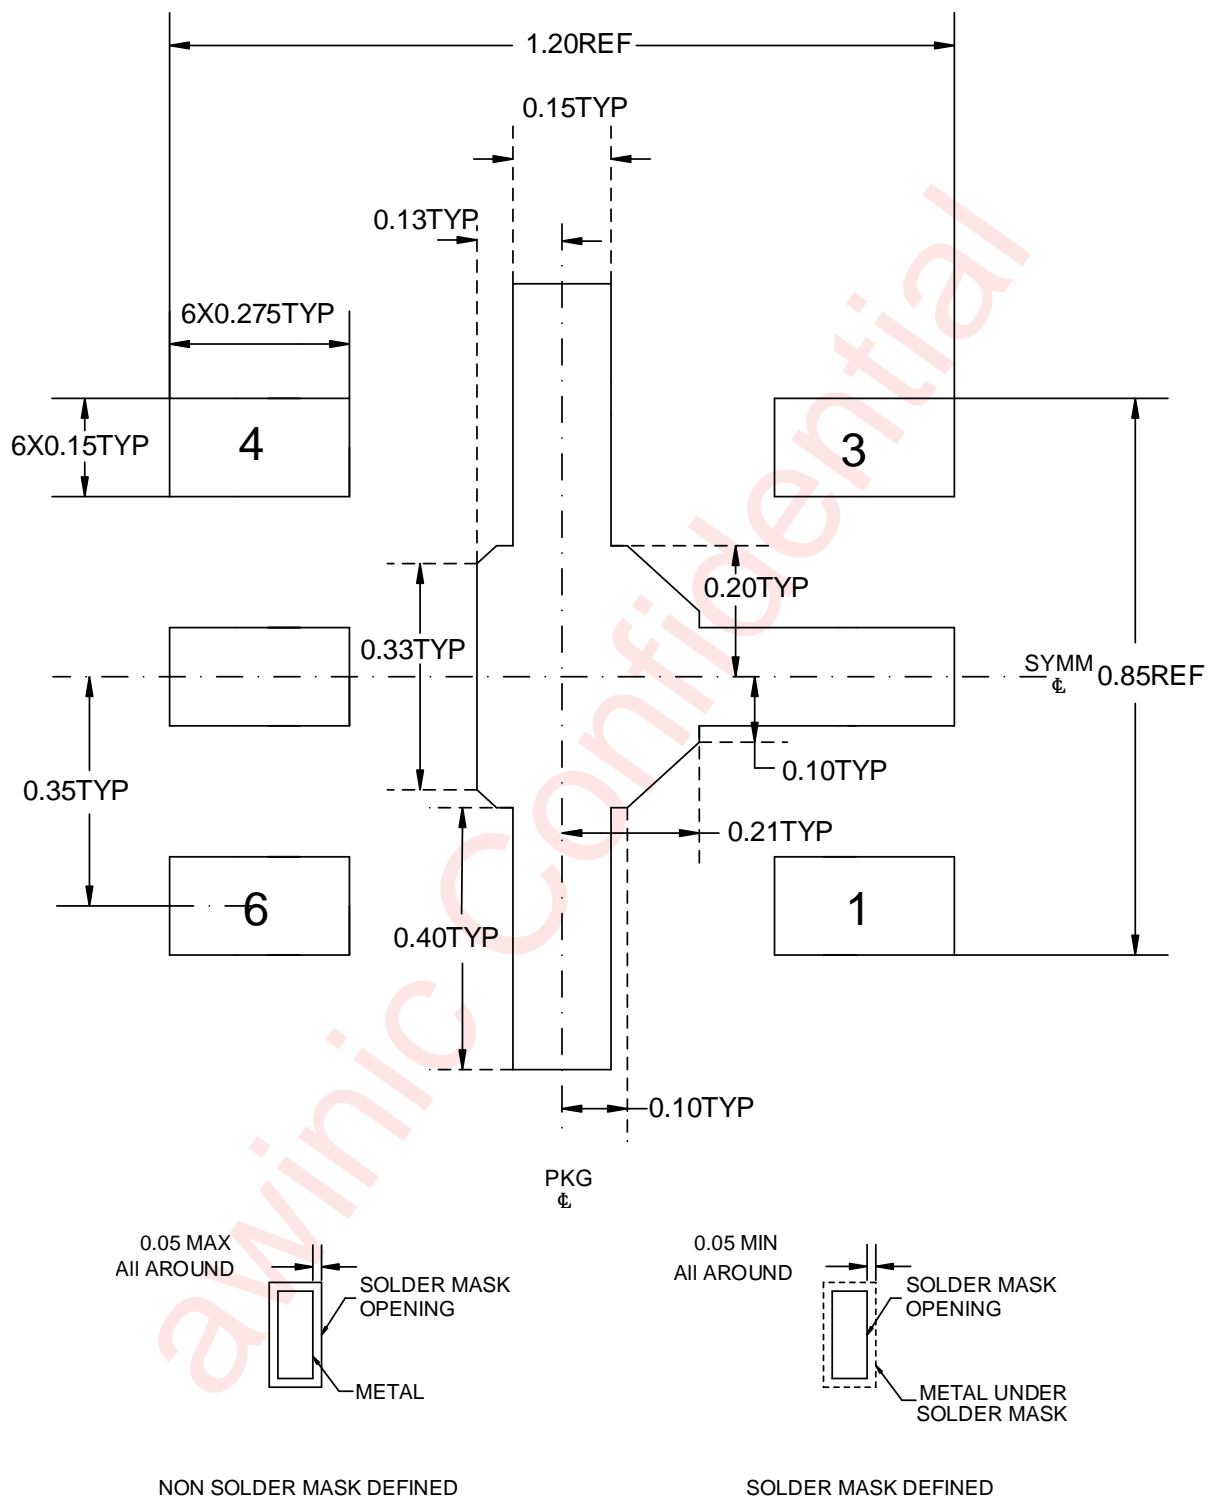 1.20REF
0.15TYP
0.13TYP
6X0.275TYP
6X0.15TYP
4
3
0.20TYP
0.33TYP
SYMM
℄
0.85REF
0.10TYP
0.35TYP
0.21TYP
6
1
0.40TYP
0.10TYP
PKG
℄
0.05 MAX
All AROUND
SOLDER MASK
OPENING
METAL
0.05 MIN
All AROUND
SOLDER MASK
OPENING
METAL UNDER
SOLDER MASK
NON SOLDER MASK DEFINED
SOLDER MASK DEFINED
awinic Confidential